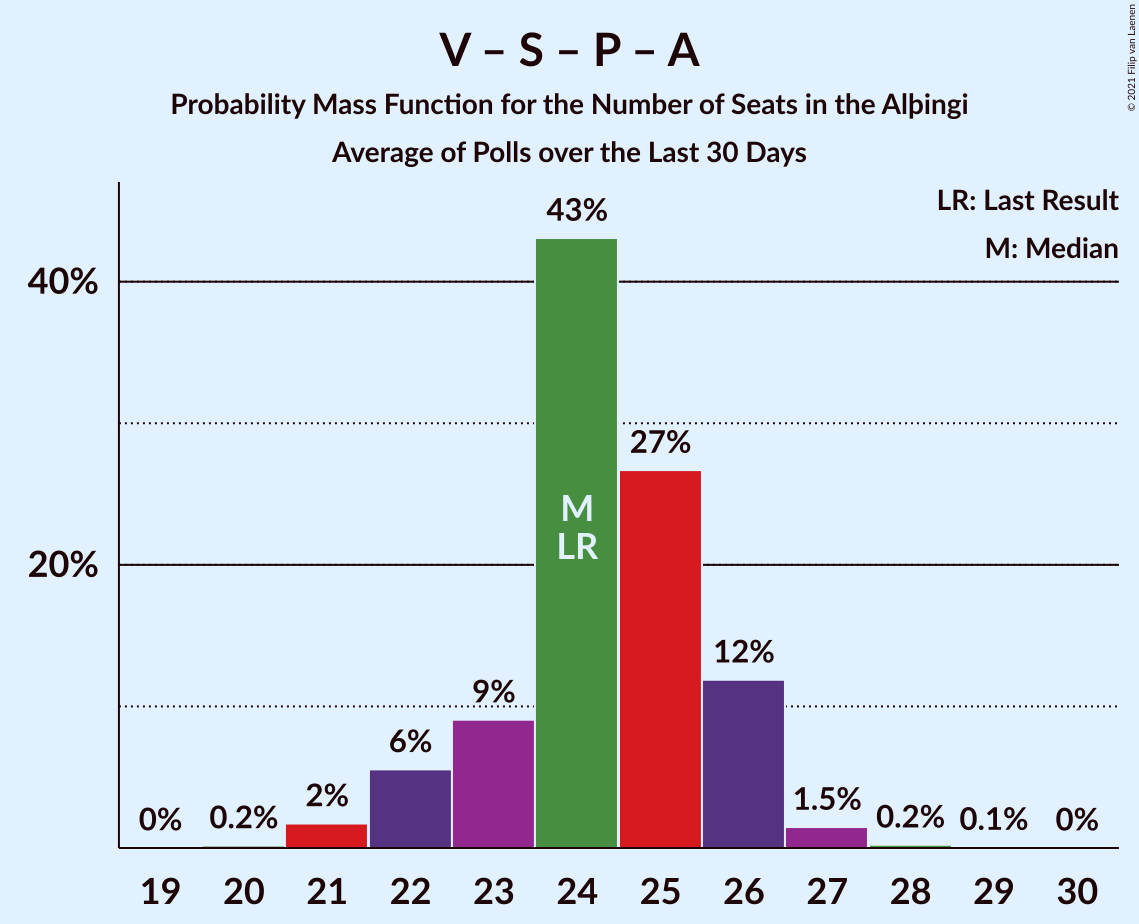 V – S – P – A
Probability Mass Function for the Number of Seats in the Alþingi
Average of Polls over the Last 30 Days
© 2021 Filip van Laenen
LR: Last Result
M: Median
40%
20%
0%
0.2%
2%
6%
9%
43%
27%
12%
1.5%
0.2%
0.1%
0%
M
LR
19 20 21 22 23 24 25 26 27 28 29 30